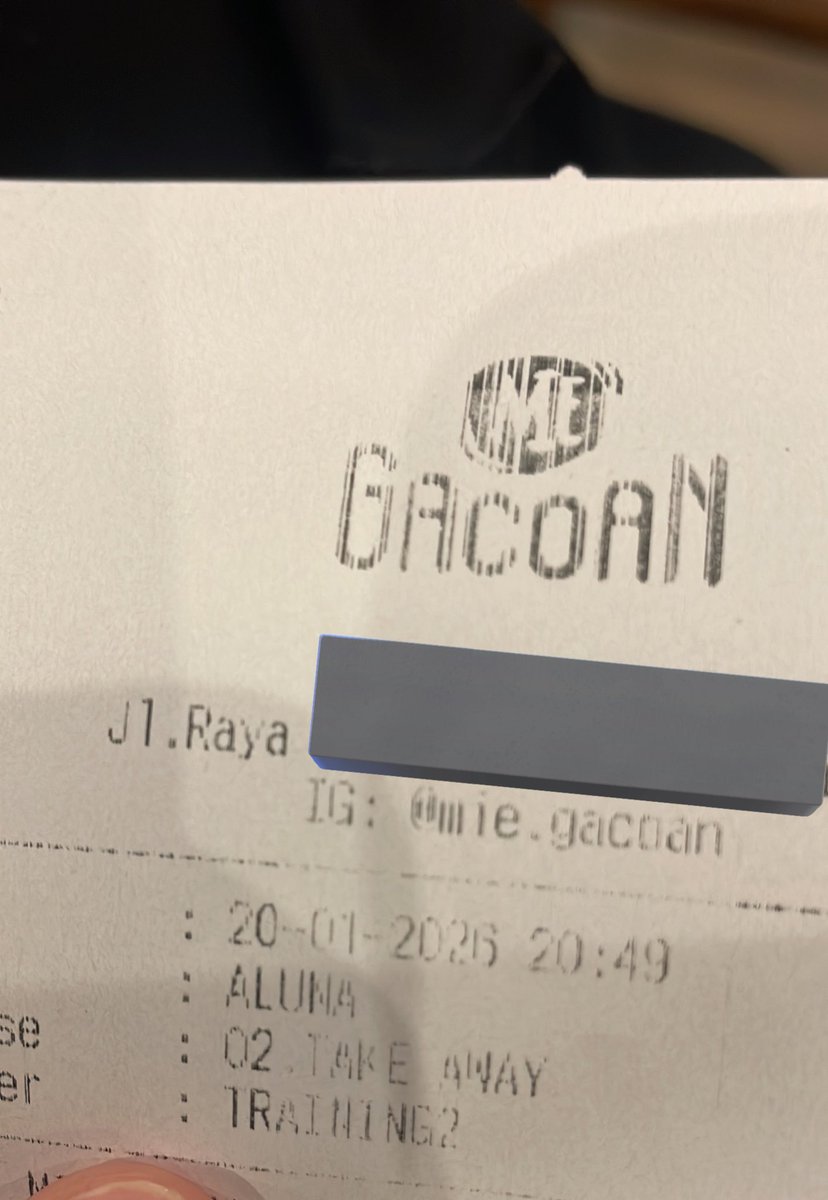 MIE
GACOAN
Jl.Raya
IG: @mie.gacoan
: 20-01-2026 20:49
: ALUNA
se : 02.TAKE AWAY
er : TRAINING2